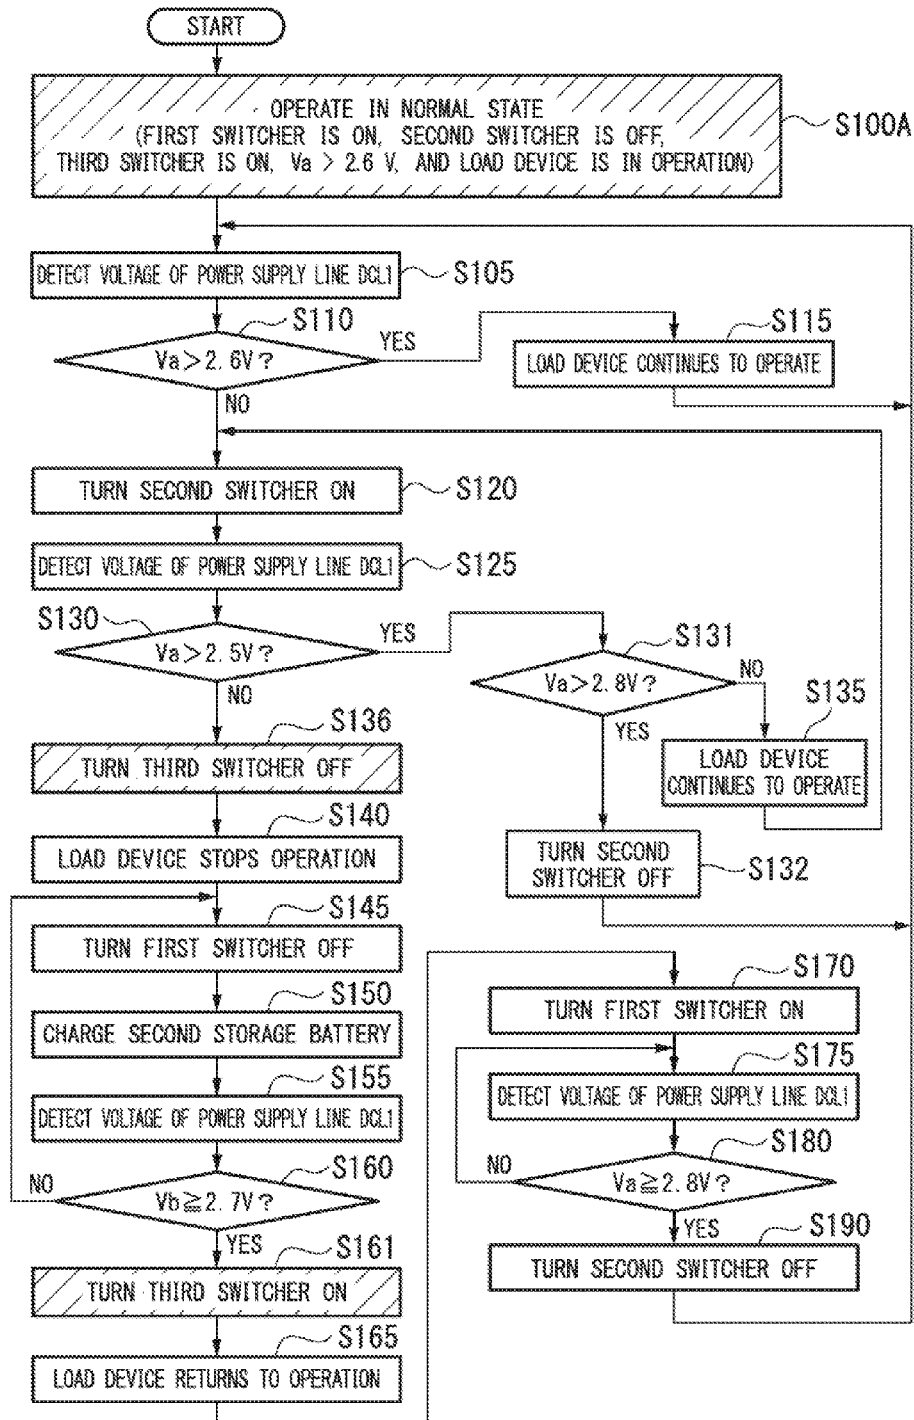 START
OPERATE IN NORMAL STATE
(FIRST SWITCHER IS ON, SECOND SWITCHER IS OFF,
THIRD SWITCHER IS ON, Va > 2.6 V, AND LOAD DEVICE IS IN OPERATION)
S100A
DETECT VOLTAGE OF POWER SUPPLY LINE DCL1
S105
S110
Va>2.6V?
YES
NO
S115
LOAD DEVICE CONTINUES TO OPERATE
TURN SECOND SWITCHER ON
S120
DETECT VOLTAGE OF POWER SUPPLY LINE DCL1
S125
S130
Va>2.5V?
YES
NO
S131
Va>2.8V?
NO
YES
S135
LOAD DEVICE
CONTINUES TO OPERATE
TURN SECOND
SWITCHER OFF
S132
S136
TURN THIRD SWITCHER OFF
S140
LOAD DEVICE STOPS OPERATION
S145
TURN FIRST SWITCHER OFF
S150
CHARGE SECOND STORAGE BATTERY
S155
DETECT VOLTAGE OF POWER SUPPLY LINE DCL1
S160
NO
Vb≧2.7V?
YES
S161
TURN THIRD SWITCHER ON
S165
LOAD DEVICE RETURNS TO OPERATION
S170
TURN FIRST SWITCHER ON
S175
DETECT VOLTAGE OF POWER SUPPLY LINE DCL1
S180
NO
Va≧2.8V?
YES
S190
TURN SECOND SWITCHER OFF